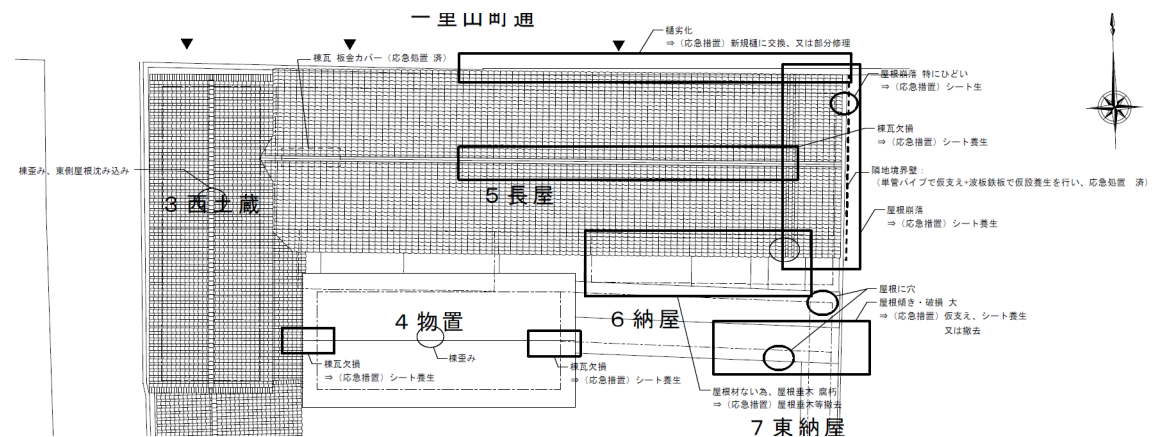 一里山町通
樋劣化
⇒（応急措置）新規樋に交換、又は部分修理
棟瓦 板金カバー（応急処置 済）
屋根崩落 特にひどい
⇒（応急措置）シート生
棟瓦欠損
⇒（応急措置）シート養生
棟歪み、東側屋根沈み込み
隣地境界壁：
（単管パイプで仮支え+波板鉄板で仮設養生を行い、応急処置 済）
３西土蔵
５長屋
屋根崩落
⇒（応急措置）シート養生
屋根に穴
屋根傾き・破損 大
⇒（応急措置）仮支え、シート養生
又は撤去
４物置
６納屋
棟歪み
棟瓦欠損
⇒（応急措置）シート養生
棟瓦欠損
⇒（応急措置）シート養生
屋根材ない為、屋根垂木 腐朽
⇒（応急措置）屋根垂木等撤去
７東納屋